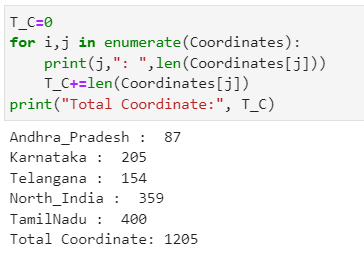 T_C=0
for i,j in enumerate(Coordinates):
    print(j,": ",len(Coordinates[j]))
    T_C+=len(Coordinates[j])
print("Total Coordinate:", T_C)
Andhra_Pradesh :  87
Karnataka :  205
Telangana :  154
North_India :  359
TamilNadu :  400
Total Coordinate: 1205